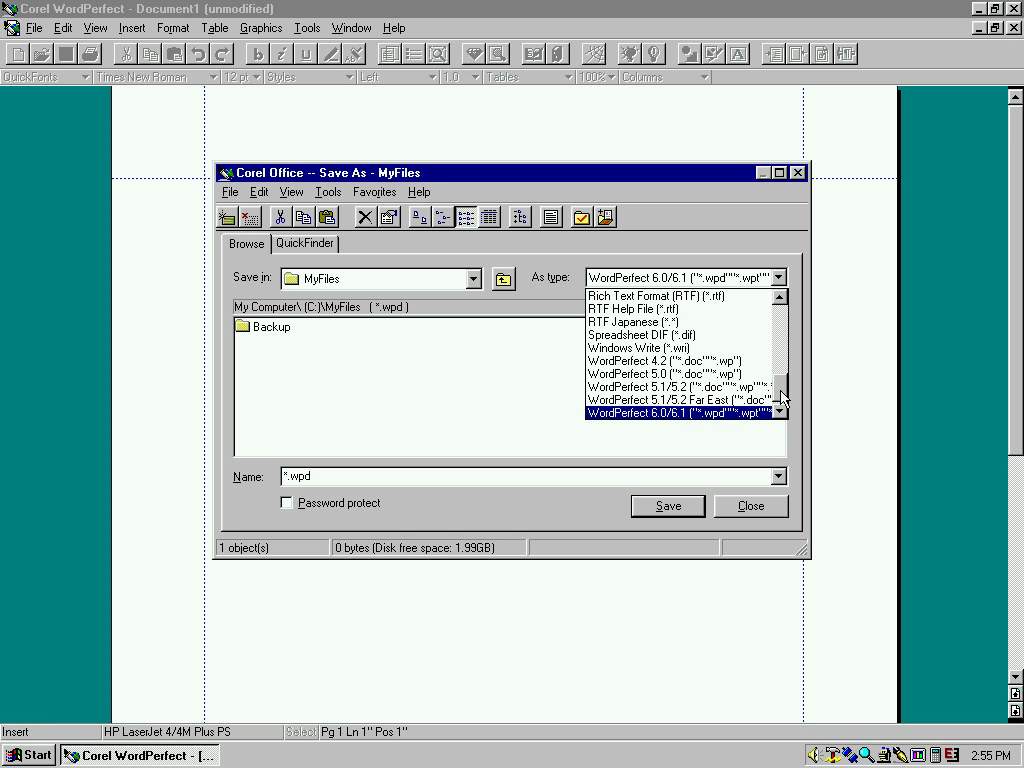 Corel WordPerfect - Document1 (unmodified)
File Edit View Insert Format Table Graphics Tools Window Help
QuickFonts Times New Roman 12 pt Styles Left 1.0 Tables 100% Columns
Corel Office -- Save As - MyFiles
File Edit View Tools Favorites Help
Browse QuickFinder
Save in: MyFiles As type: WordPerfect 6.0/6.1 ("*.wpd""*.wpt""
My Computer\ (C:)\MyFiles ( *.wpd )
Backup
Rich Text Format (RTF) (*.rtf)
RTF Help File (*.rtf)
RTF Japanese (*.*)
Spreadsheet DIF (*.dif)
Windows Write (*.wri)
WordPerfect 4.2 ("*.doc""*.wp")
WordPerfect 5.0 ("*.doc""*.wp")
WordPerfect 5.1/5.2 ("*.doc""*.wp""*.
WordPerfect 5.1/5.2 Far East ("*.doc"
WordPerfect 6.0/6.1 ("*.wpd""*.wpt""*
Name: *.wpd
Password protect
Save Close
1 object(s) 0 bytes (Disk free space: 1.99GB)
Insert HP LaserJet 4/4M Plus PS Select Pg 1 Ln 1" Pos 1"
Start Corel WordPerfect - [... 2:55 PM